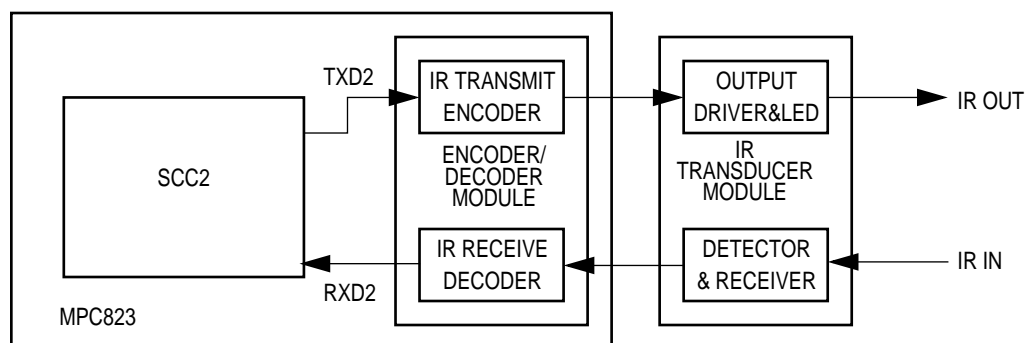 TXD2
IR TRANSMIT
ENCODER
OUTPUT
DRIVER&LED
IR OUT
SCC2
ENCODER/
DECODER
MODULE
IR
TRANSDUCER
MODULE
IR RECEIVE
DECODER
DETECTOR
& RECEIVER
IR IN
RXD2
MPC823